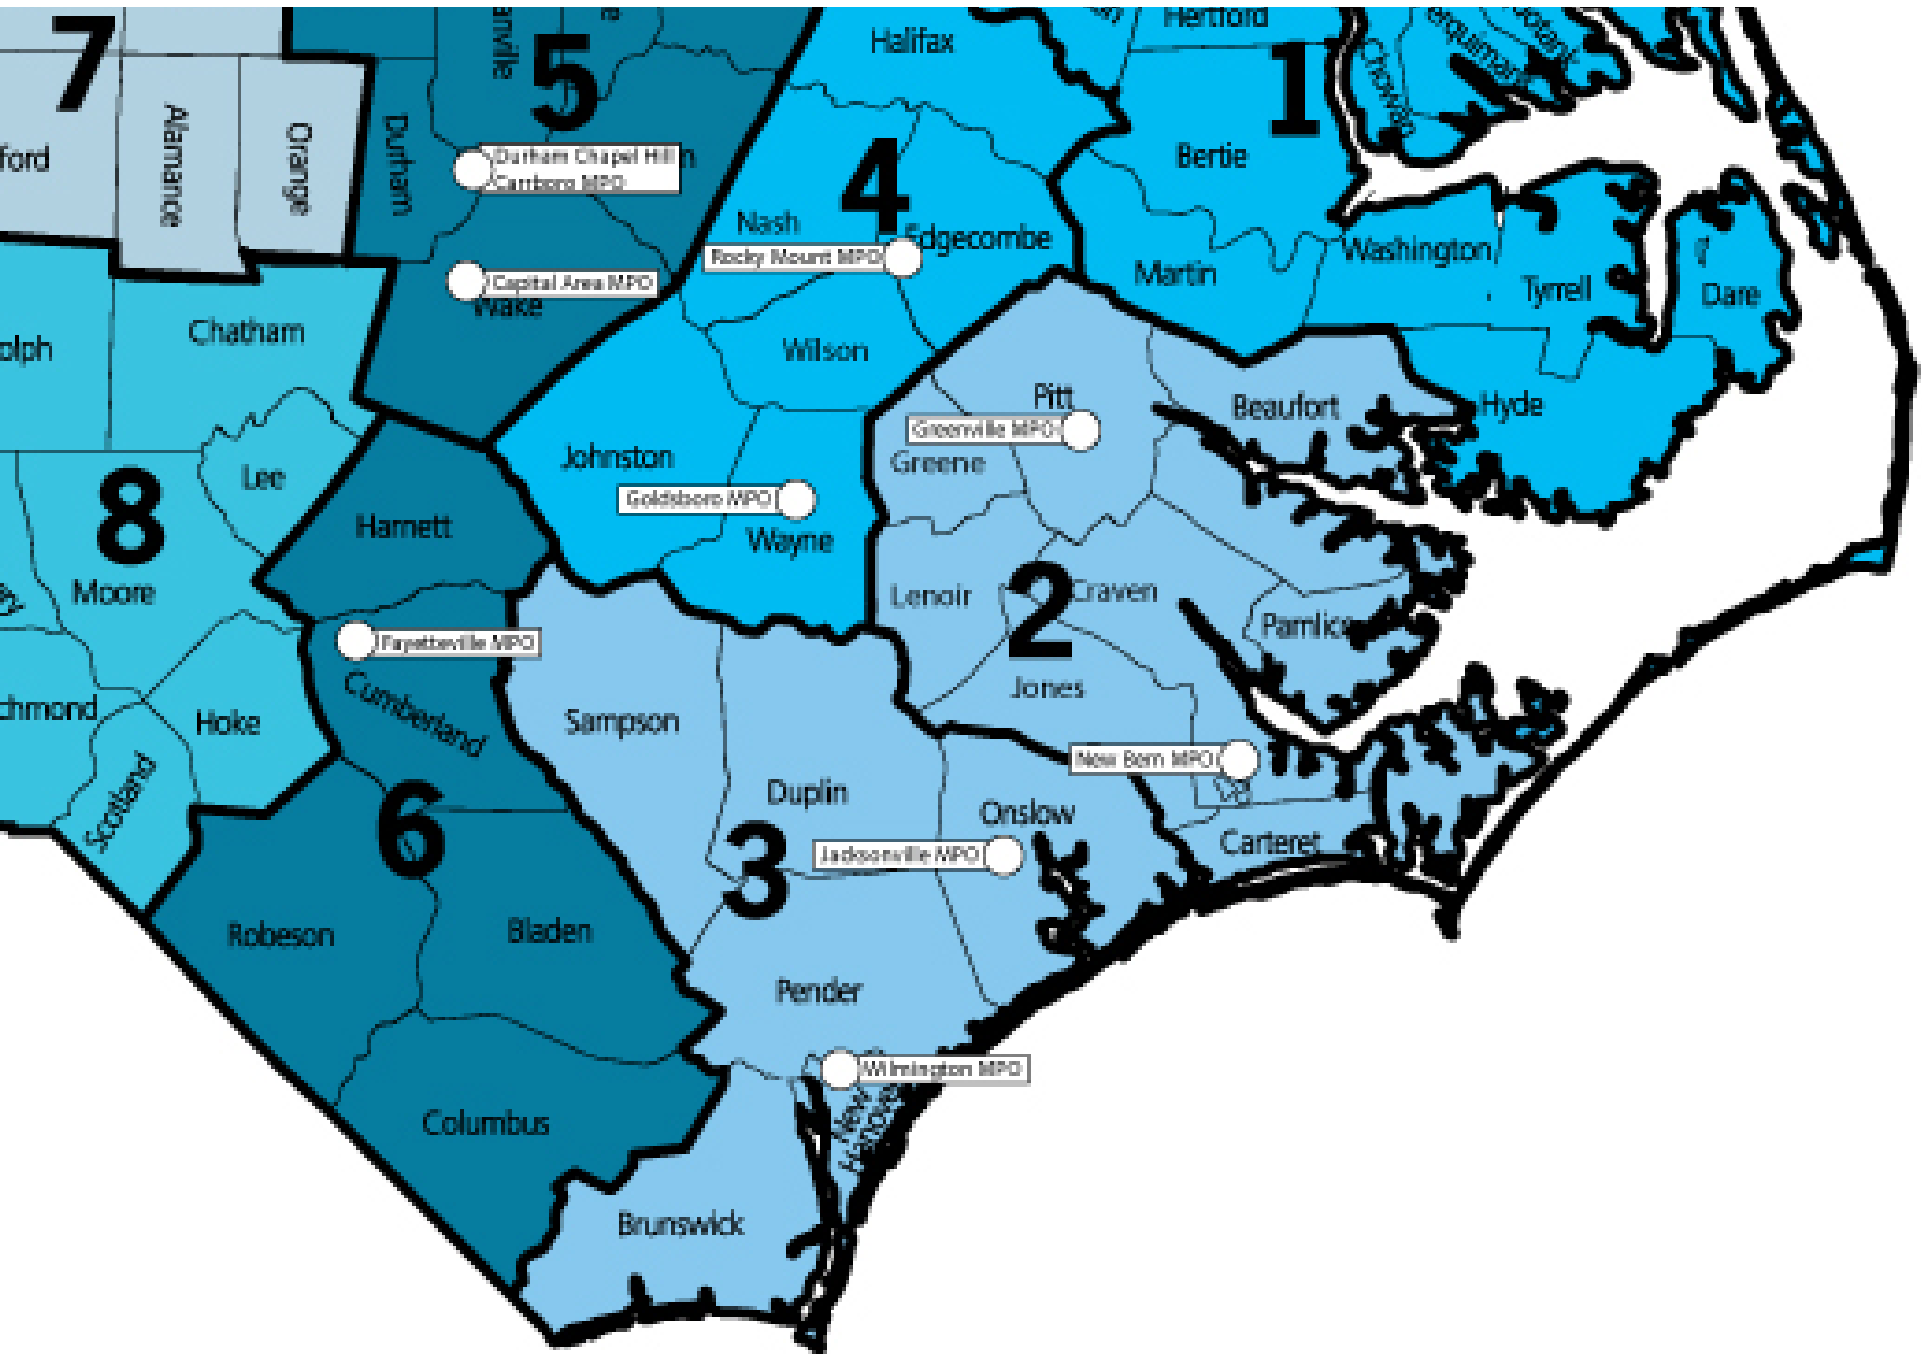 7
5
Halifax
Hertford
1
Chowan
Alamance
Orange
Durham
Durham Chapel Hill
Carrboro MPO
4
Bertie
Nash
Edgecombe
Rocky Mount MPO
Martin
Washington
Tyrrell
Dare
Capital Area MPO
Wake
Chatham
Wilson
Pitt
Beaufort
Hyde
Greenville MPO
Greene
Johnston
Goldsboro MPO
Wayne
Lee
8
Harnett
Moore
Lenoir
2
Craven
Pamlico
Fayetteville MPO
Cumberland
Jones
Sampson
Hoke
Scotland
New Bern MPO
Duplin
Onslow
Carteret
6
3
Jacksonville MPO
Robeson
Bladen
Pender
Wilmington MPO
New
Hanover
Columbus
Brunswick